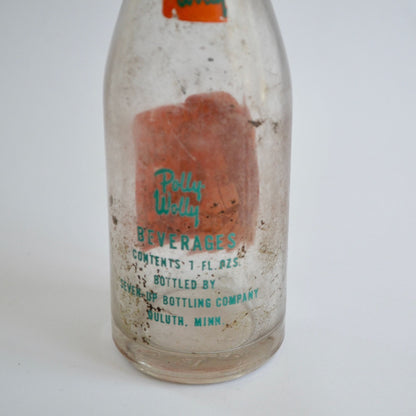 Polly
Wolly
BEVERAGES
CONTENTS 7 FL. OZS.
BOTTLED BY
SEVEN-UP BOTTLING COMPANY
DULUTH, MINN.